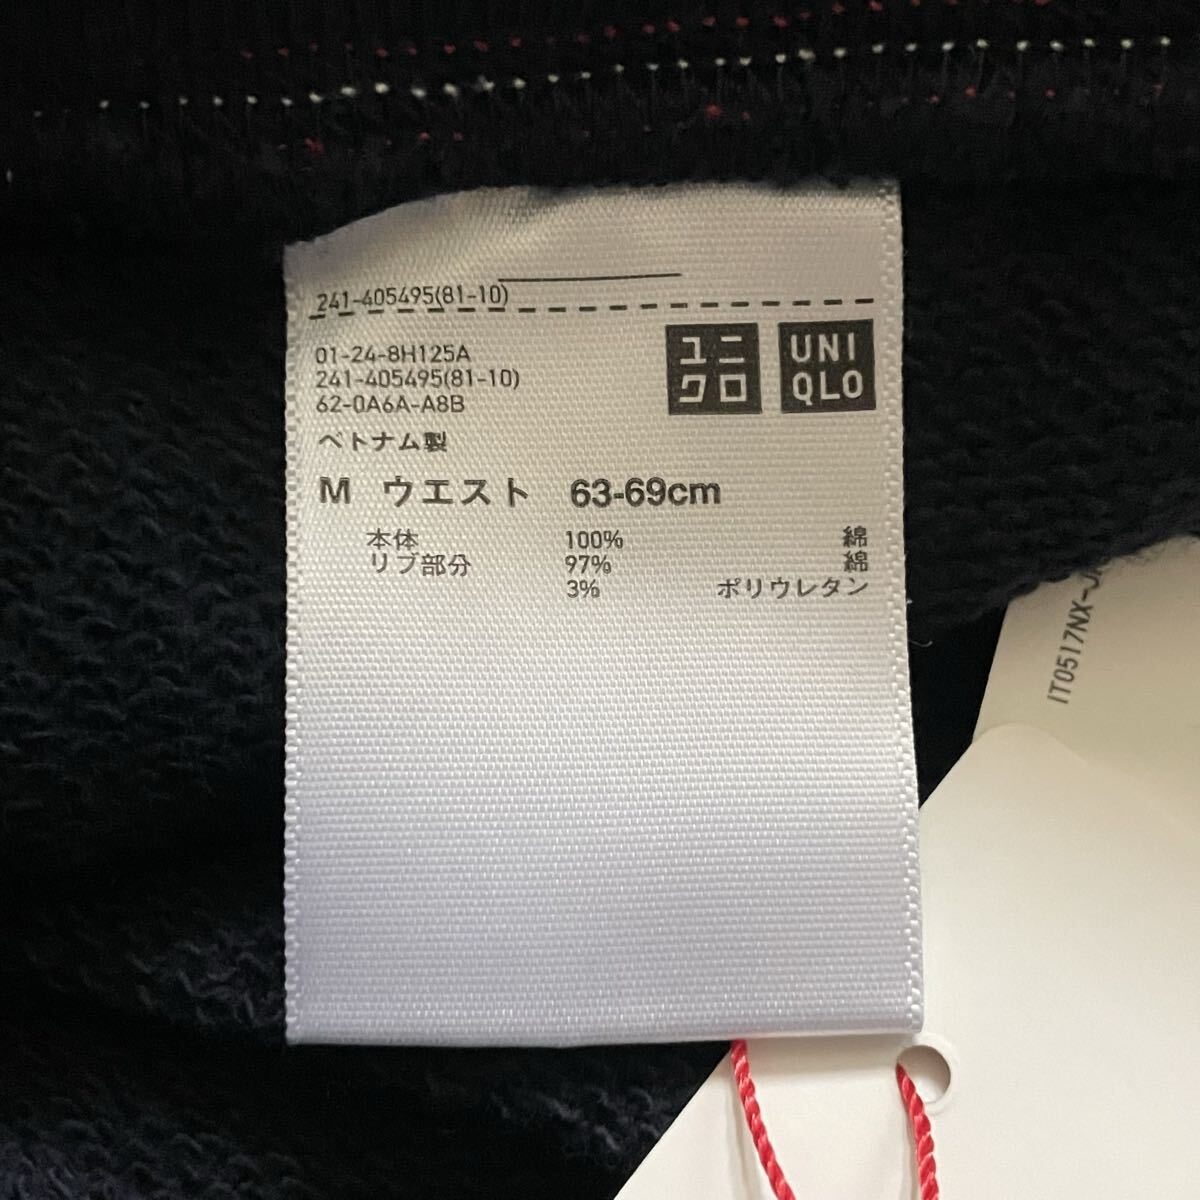 241-405495(81-10)
01-24-8H125A
241-405495(81-10)
62-0A6A-A8B
ユニ
クロ
UNI
QLO
ベトナム製
M ウエスト 63-69cm
本体 100% 綿
リブ部分 97% 綿
3% ポリウレタン